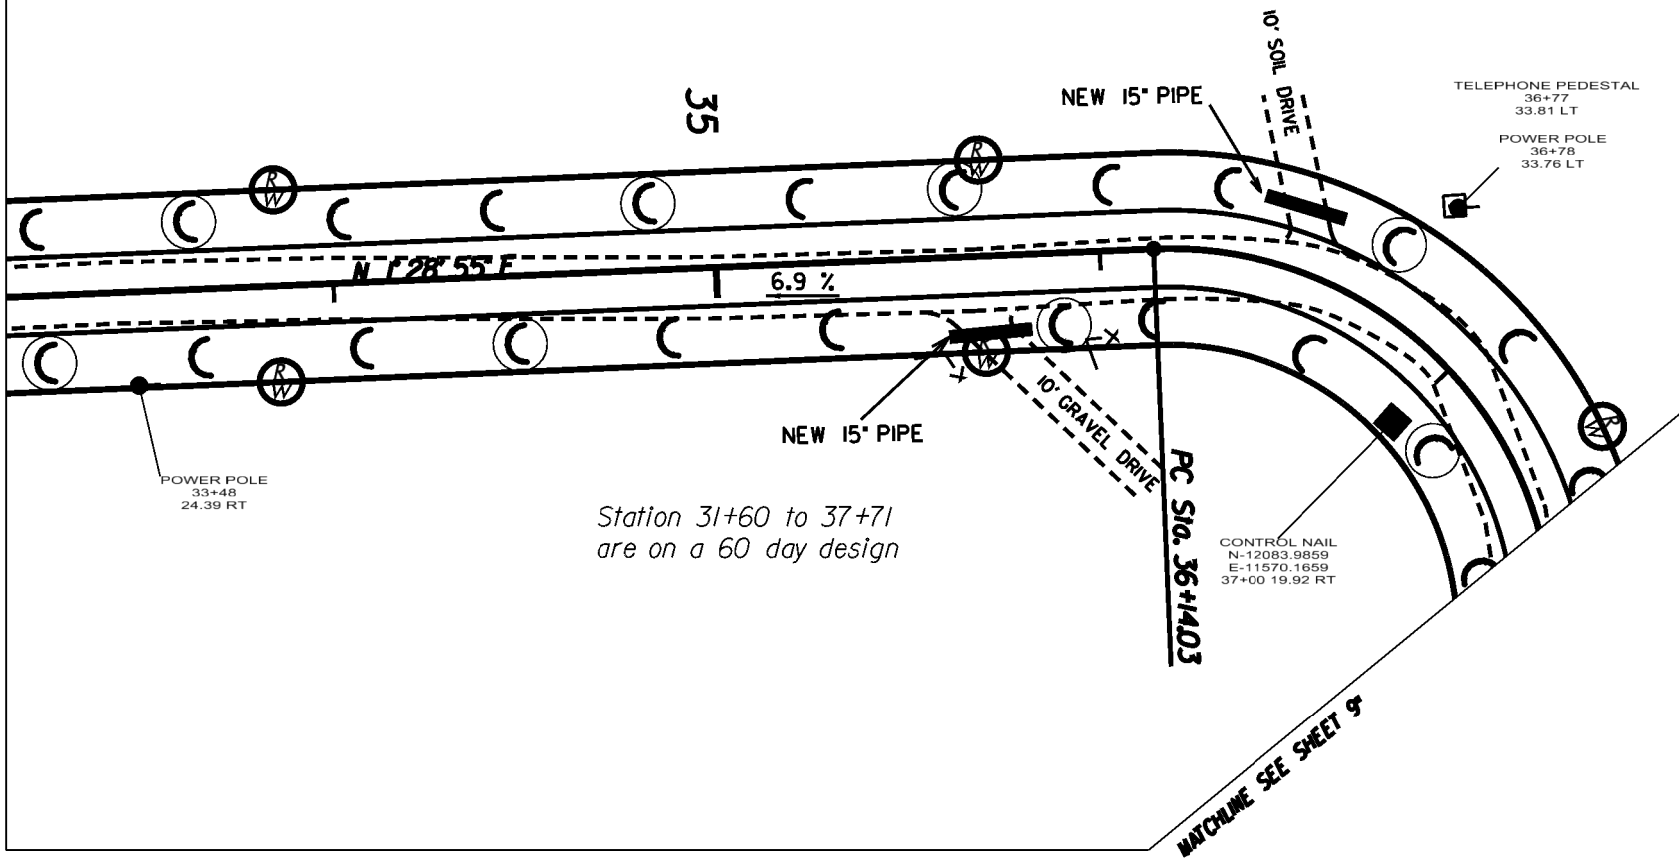 10' SOIL DRIVE
NEW 15" PIPE
TELEPHONE PEDESTAL
36+77
33.81 LT
POWER POLE
36+78
33.76 LT
35
R/W
R/W
N 1° 28' 55" E
6.9 %
R/W
R/W
R/W
NEW 15" PIPE
10' GRAVEL DRIVE
POWER POLE
33+48
24.39 RT
Station 31+60 to 37+71
are on a 60 day design
PC Sta. 36+14.03
CONTROL NAIL
N-12083.9859
E-11570.1659
37+00 19.92 RT
MATCHLINE SEE SHEET 9